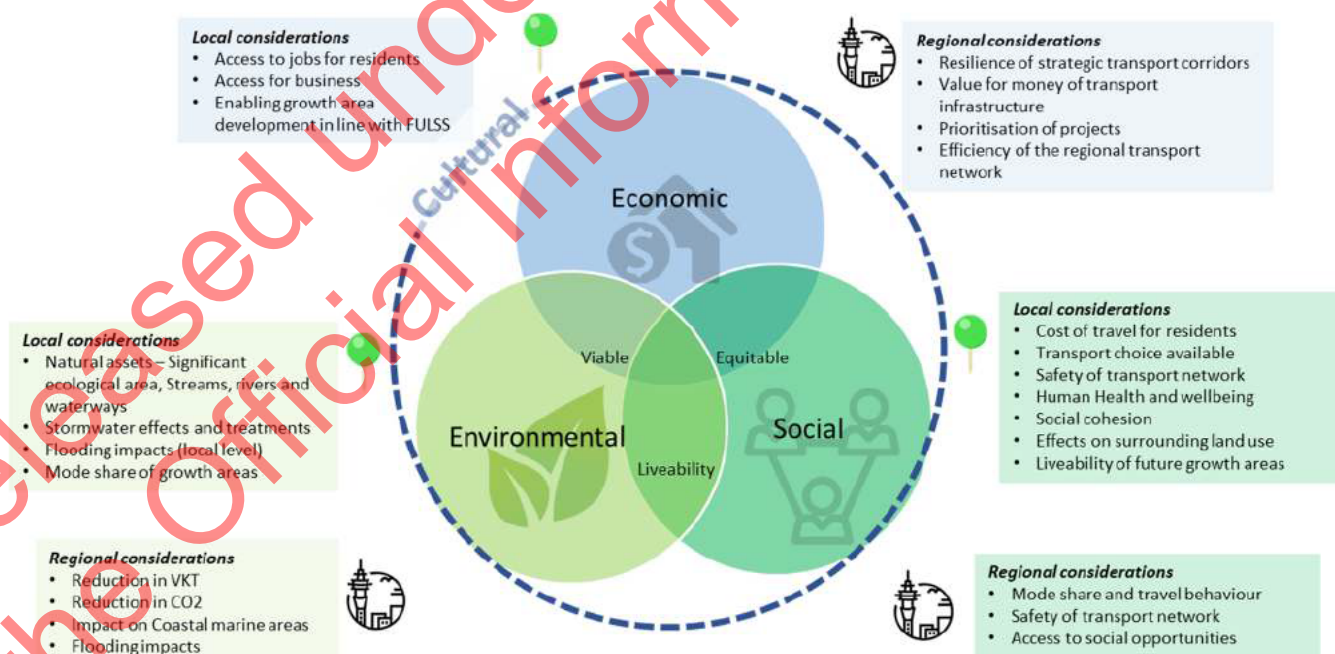 Local considerations
• Access to jobs for residents
• Access for business
• Enabling growth area
development in line with FULSS
Regional considerations
• Resilience of strategic transport corridors
• Value for money of transport
infrastructure
• Prioritisation of projects
• Efficiency of the regional transport
network
Cultural
Economic
Local considerations
• Natural assets – Significant
ecological area, Streams, rivers and
waterways
• Stormwater effects and treatments
• Flooding impacts (local level)
• Mode share of growth areas
Viable
Equitable
Local considerations
• Cost of travel for residents
• Transport choice available
• Safety of transport network
• Human Health and wellbeing
• Social cohesion
• Effects on surrounding land use
• Liveability of future growth areas
Environmental
Social
Liveability
Regional considerations
• Reduction in VKT
• Reduction in CO2
• Impact on Coastal marine areas
• Flooding impacts
Regional considerations
• Mode share and travel behaviour
• Safety of transport network
• Access to social opportunities
eleased und
the Official Inform